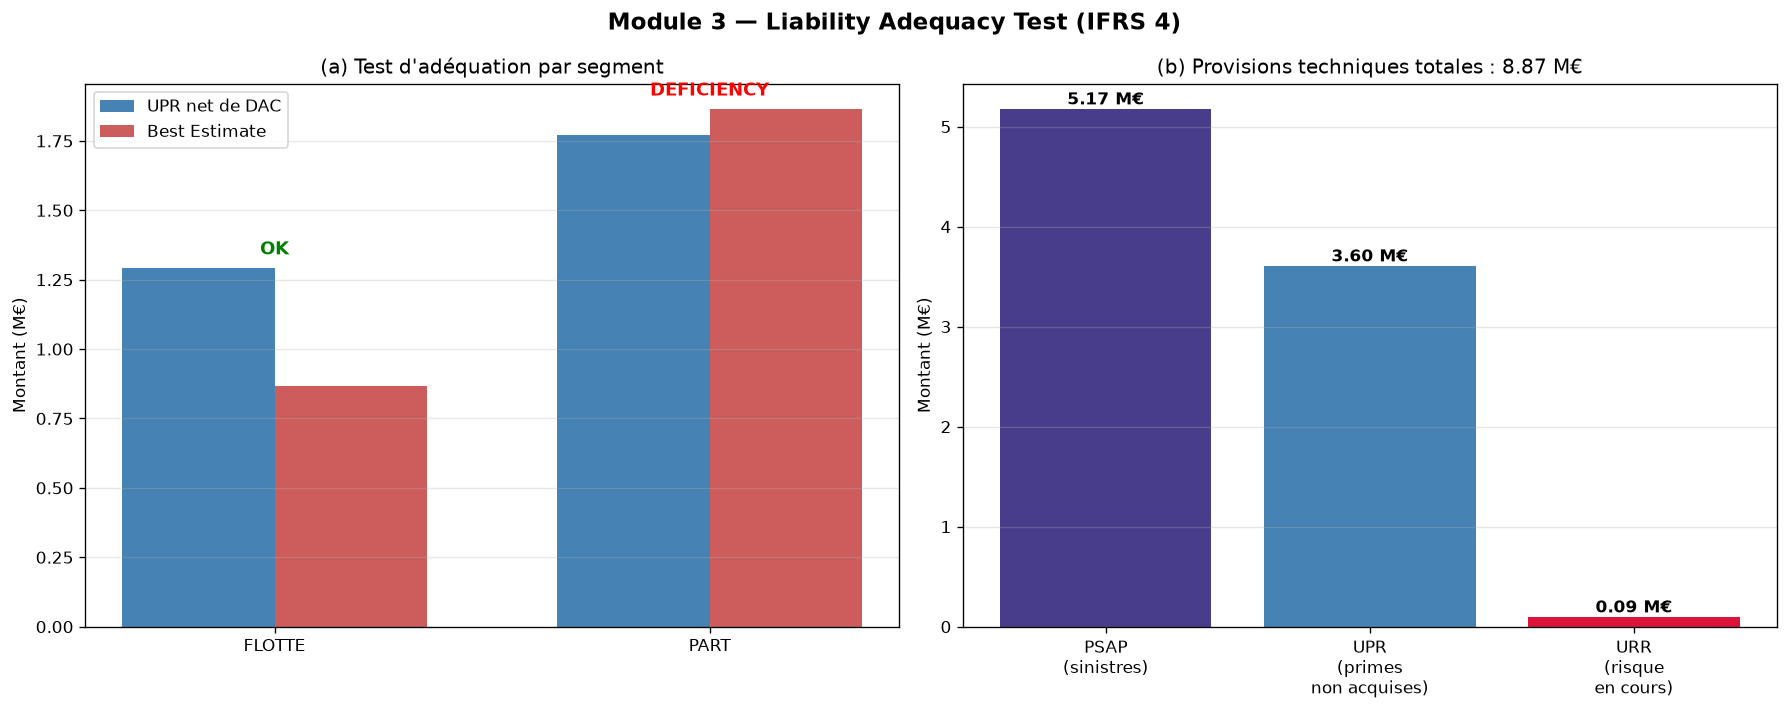 Module 3 — Liability Adequacy Test (IFRS 4)
(a) Test d'adéquation par segment
UPR net de DAC
Best Estimate
OK
DEFICIENCY
Montant (M€)
1.75
1.50
1.25
1.00
0.75
0.50
0.25
0.00
FLOTTE
PART
(b) Provisions techniques totales : 8.87 M€
5.17 M€
3.60 M€
0.09 M€
Montant (M€)
5
4
3
2
1
0
PSAP
(sinistres)
UPR
(primes
non acquises)
URR
(risque
en cours)